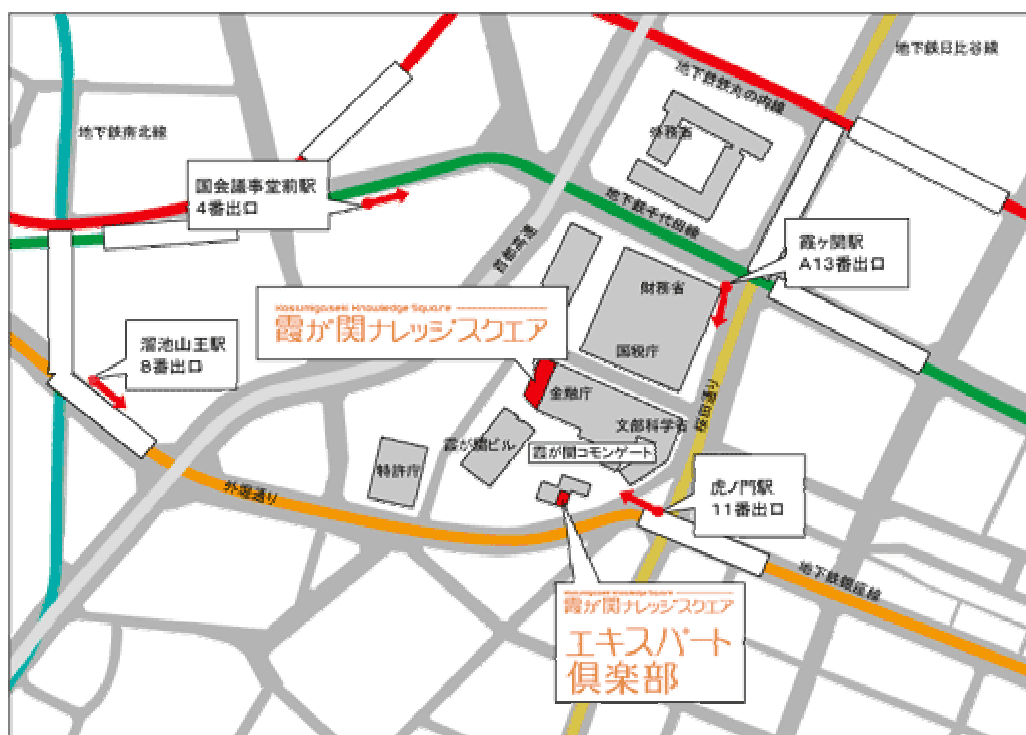 地下鉄日比谷線
地下鉄丸の内線
地下鉄南北線
外務省
国会議事堂前駅
4番出口
地下鉄千代田線
霞ヶ関駅
A13番出口
財務省
Kasumigaseki Knowledge Square
霞が関ナレッジスクエア
国税庁
溜池山王駅
8番出口
金融庁
桜田通り
文部科学省
霞が関ビル
霞が関コモンゲート
特許庁
外堀通り
虎ノ門駅
11番出口
地下鉄銀座線
Kasumigaseki Knowledge Square
霞が関ナレッジスクエア
エキスパート
倶楽部